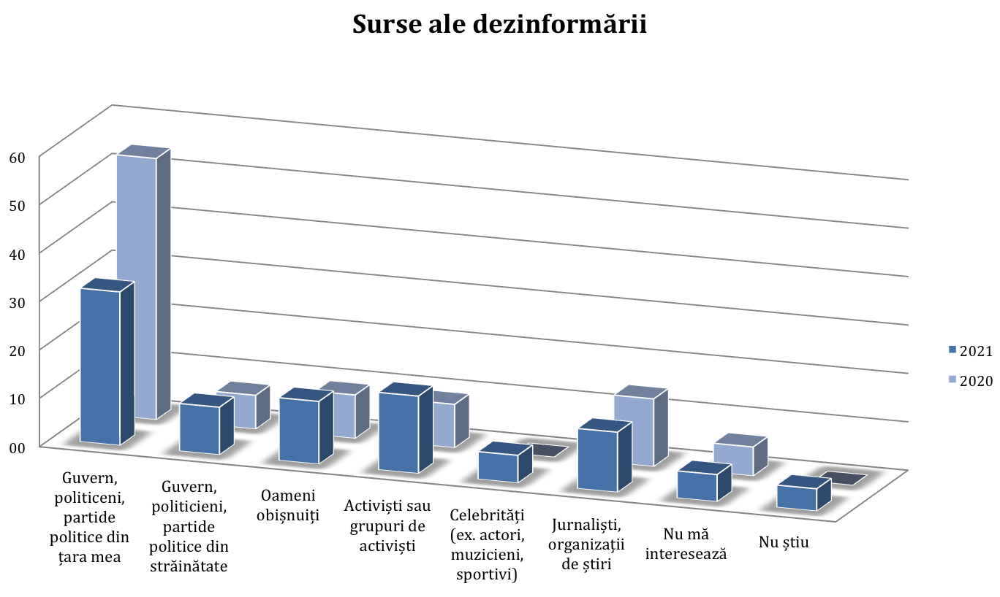 Surse ale dezinformării
60
50
40
30
20
10
00
Guvern,
politiceni,
partide
politice din
țara mea
Guvern,
politicieni,
partide
politice din
străinătate
Oameni
obișnuiți
Activiști sau
grupuri de
activiști
Celebrități
(ex. actori,
muzicieni,
sportivi)
Jurnaliști,
organizații
de știri
Nu mă
interesează
Nu știu
2021
2020